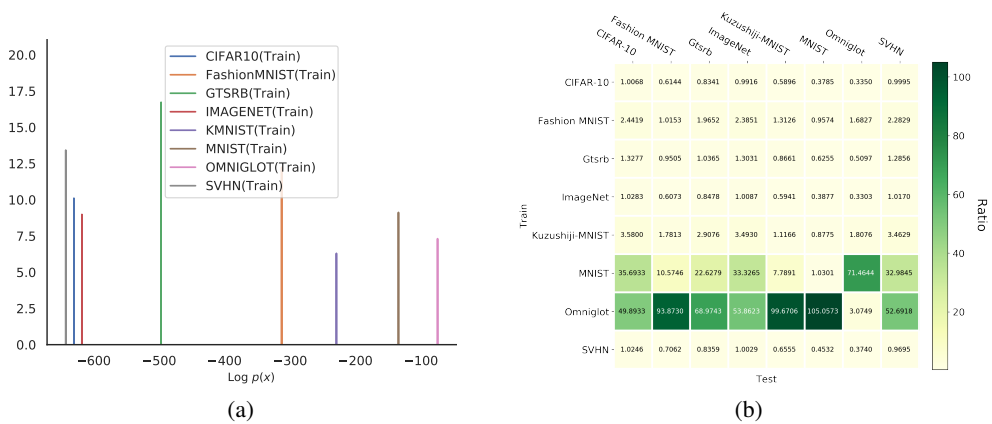 20.0
17.5
15.0
12.5
10.0
7.5
5.0
2.5
0.0
−600
−500
−400
−300
−200
−100
Log p(x)
CIFAR10(Train)
FashionMNIST(Train)
GTSRB(Train)
IMAGENET(Train)
KMNIST(Train)
MNIST(Train)
OMNIGLOT(Train)
SVHN(Train)
(a)
CIFAR-10
Fashion MNIST
Gtsrb
ImageNet
Kuzushiji-MNIST
MNIST
Omniglot
SVHN
Train
CIFAR-10 1.0068 0.6144 0.8341 0.9916 0.5896 0.3785 0.3350 0.9995
Fashion MNIST 2.4419 1.0153 1.9652 2.3851 1.3126 0.9574 1.6827 2.2829
Gtsrb 1.3277 0.9505 1.0365 1.3031 0.8661 0.6255 0.5097 1.2856
ImageNet 1.0283 0.6073 0.8478 1.0087 0.5941 0.3877 0.3303 1.0170
Kuzushiji-MNIST 3.5800 1.7813 2.9076 3.4930 1.1166 0.8775 1.8076 3.4629
MNIST 35.6933 10.5746 22.6279 33.3265 7.7891 1.0301 71.4644 32.9845
Omniglot 49.8933 93.8730 68.9743 53.8623 99.6706 105.0573 3.0749 52.6918
SVHN 1.0246 0.7062 0.8359 1.0029 0.6555 0.4532 0.3740 0.9695
Test
100
80
60
40
20
Ratio
(b)